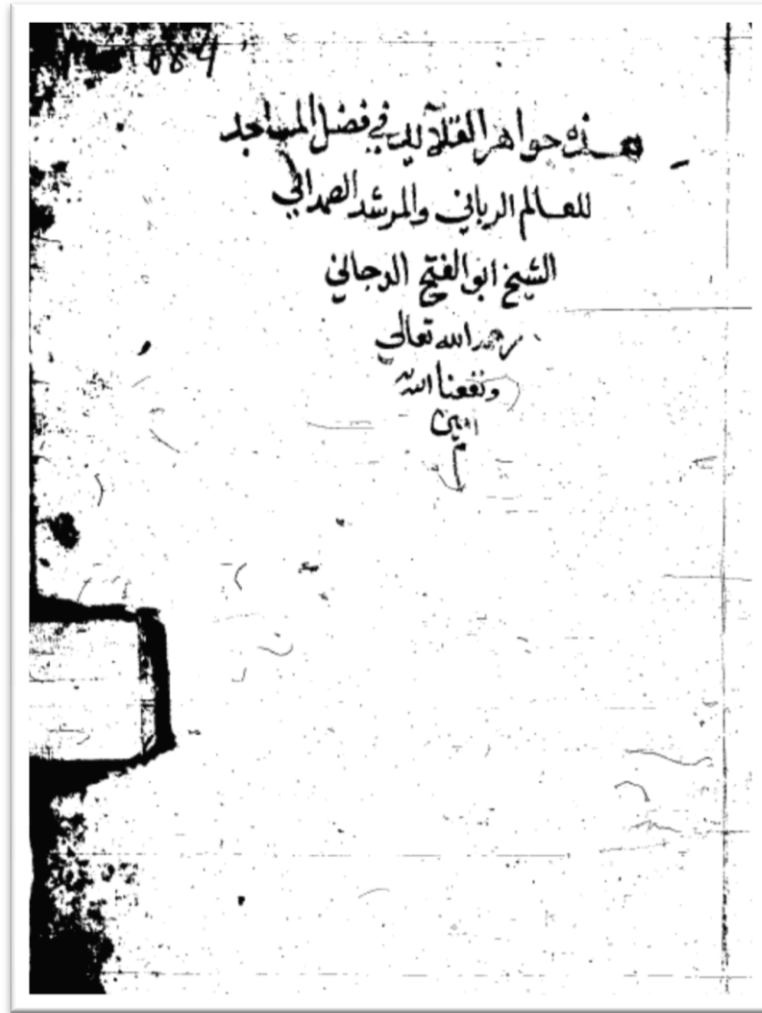 1684
هذه جواهر القلائد في فضل المساجد
للعالم الرباني والمرشد الصمداني
الشيخ ابو الفتح الدجاني
رحمه الله تعالى
ونفعنا الله به
امين
م